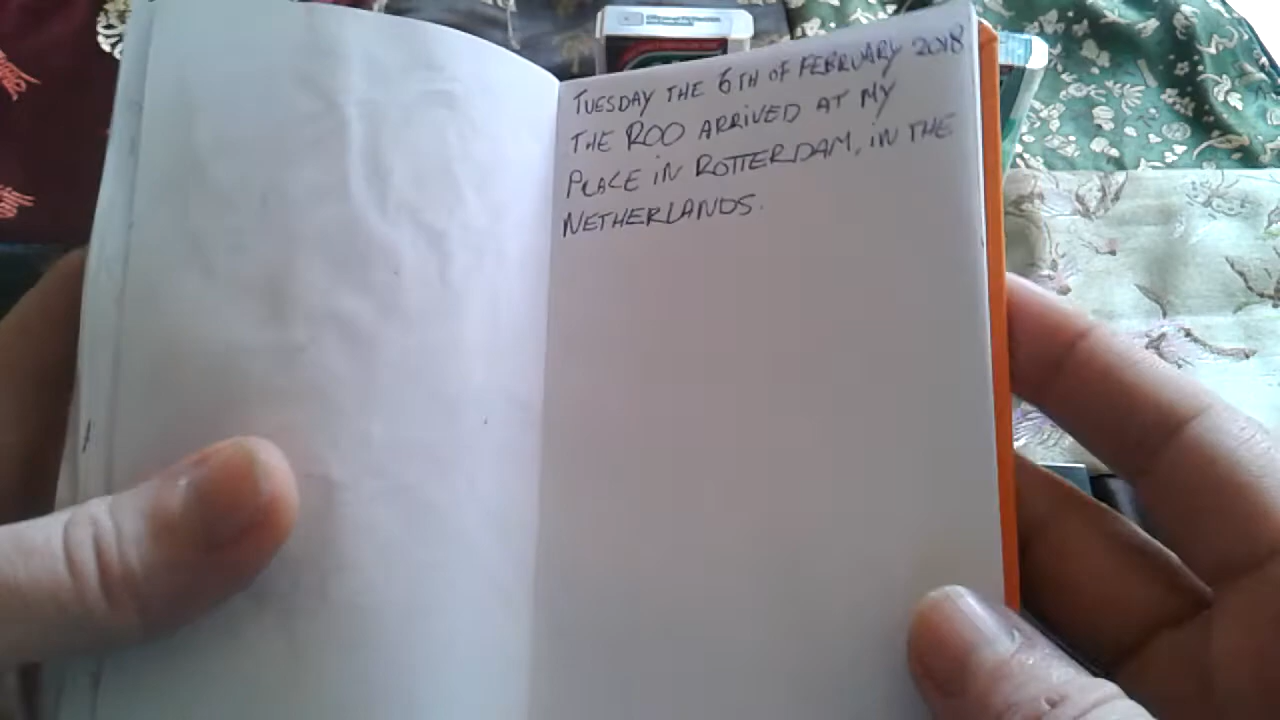 TUESDAY THE 6TH OF FEBRUARY 2018
THE ROO ARRIVED AT MY
PLACE IN ROTTERDAM, IN THE
NETHERLANDS.